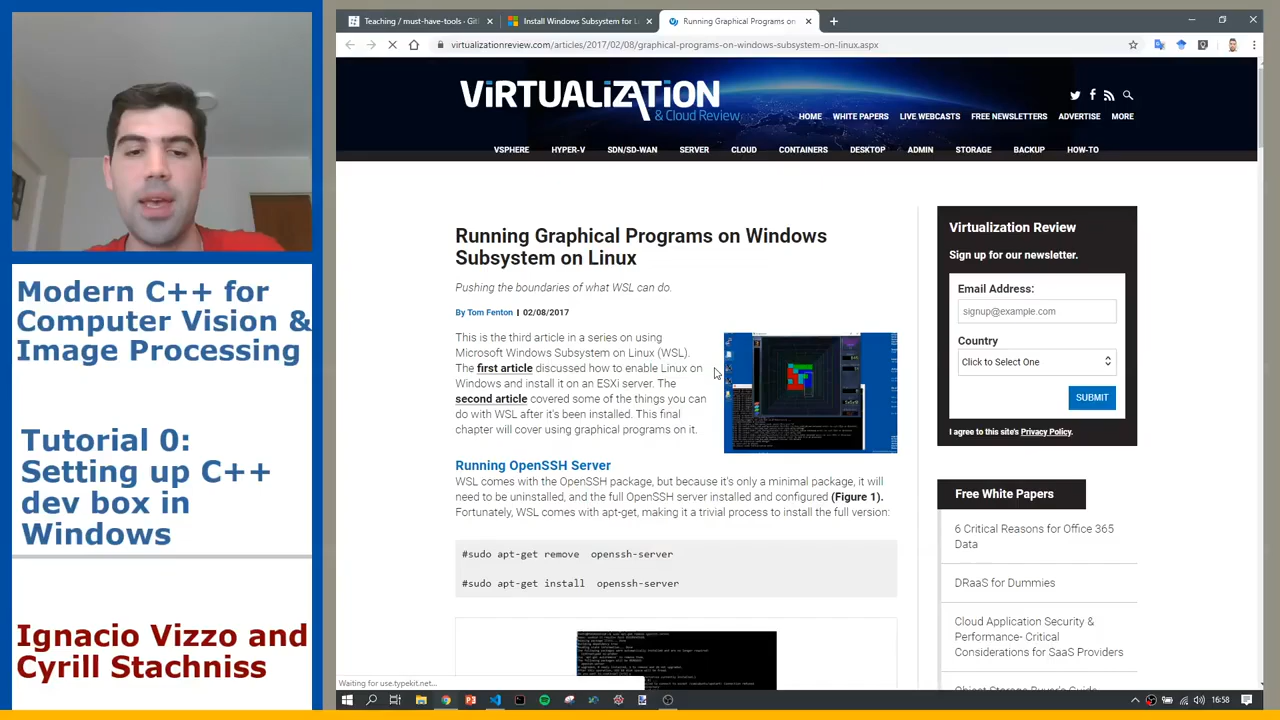 Teaching / must-have-tools · Git
Install Windows Subsystem for L
Running Graphical Programs on
virtualizationreview.com/articles/2017/02/08/graphical-programs-on-windows-subsystem-on-linux.aspx
VIRTUALIZATION
& Cloud Review
HOME WHITE PAPERS LIVE WEBCASTS FREE NEWSLETTERS ADVERTISE MORE
VSPHERE HYPER-V SDN/SD-WAN SERVER CLOUD CONTAINERS DESKTOP ADMIN STORAGE BACKUP HOW-TO
Running Graphical Programs on Windows
Subsystem on Linux
Pushing the boundaries of what WSL can do.
By Tom Fenton | 02/08/2017
This is the third article in a series on using
Microsoft Windows Subsystem on Linux (WSL).
The first article discussed how to enable Linux on
Windows and install it on an ESXi server. The
second article covered some of the things you can
do with WSL after it's been installed. This final
chapter will cover using graphical programs on it.
Running OpenSSH Server
WSL comes with the OpenSSH package, but because it's only a minimal package, it will
need to be uninstalled, and the full OpenSSH server installed and configured (Figure 1).
Fortunately, WSL comes with apt-get, making it a trivial process to install the full version:
#sudo apt-get remove openssh-server
#sudo apt-get install openssh-server
Virtualization Review
Sign up for our newsletter.
Email Address:
signup@example.com
Country
Click to Select One
SUBMIT
I agree to this site's Privacy Policy.
Free White Papers
6 Critical Reasons for Office 365
Data
DRaaS for Dummies
Cloud Application Security &
Performance: Critical
Considerations for SaaS Providers
Waiting for use.typekit.net...
16:58
Modern C++ for
Computer Vision &
Image Processing
Tutorial 0:
Setting up C++
dev box in
Windows
Ignacio Vizzo and
Cyrill Stachniss